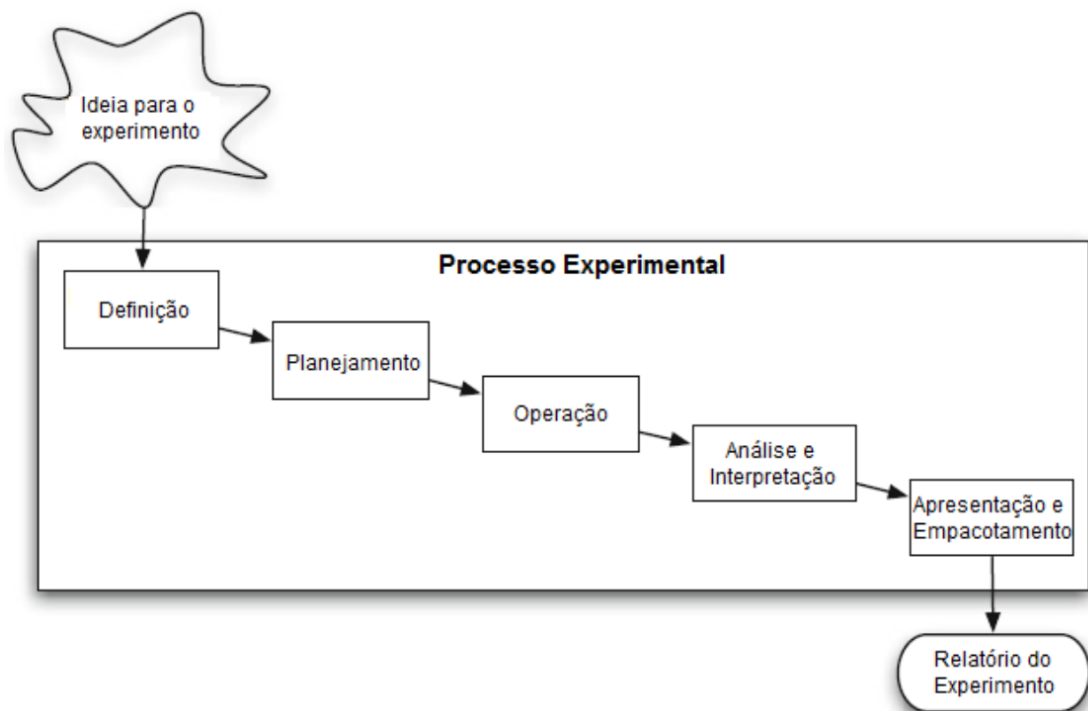 Ideia para o
experimento
Processo Experimental
Definição
Planejamento
Operação
Análise e
Interpretação
Apresentação e
Empacotamento
Relatório do
Experimento